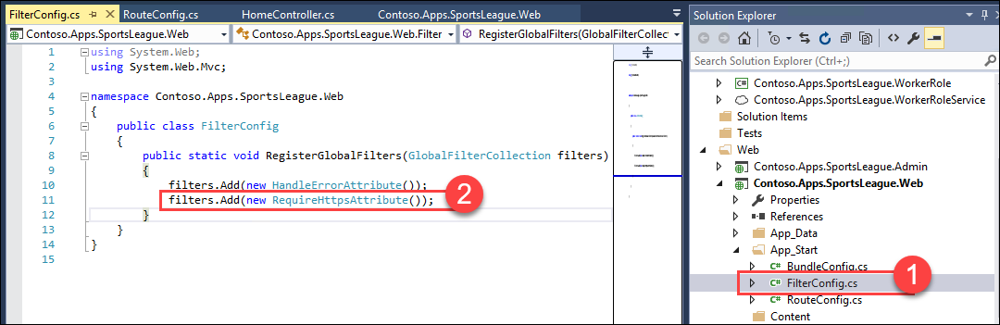 FilterConfig.cs
RouteConfig.cs
HomeController.cs
Contoso.Apps.SportsLeague.Web
Contoso.Apps.SportsLeague.Web
Contoso.Apps.SportsLeague.Web.Filter
RegisterGlobalFilters(GlobalFilterCollec
1 using System.Web;
2 using System.Web.Mvc;
3
4 namespace Contoso.Apps.SportsLeague.Web
5 {
6 public class FilterConfig
7 {
8 public static void RegisterGlobalFilters(GlobalFilterCollection filters)
9 {
10 filters.Add(new HandleErrorAttribute());
11 filters.Add(new RequireHttpsAttribute());
12 }
13 }
14 }
15
2
Solution Explorer
Search Solution Explorer (Ctrl+;)
C# Contoso.Apps.SportsLeague.WorkerRole
Contoso.Apps.SportsLeague.WorkerRoleService
Solution Items
Tests
Web
Contoso.Apps.SportsLeague.Admin
Contoso.Apps.SportsLeague.Web
Properties
References
App_Data
App_Start
C# BundleConfig.cs
C# FilterConfig.cs
C# RouteConfig.cs
Content
1